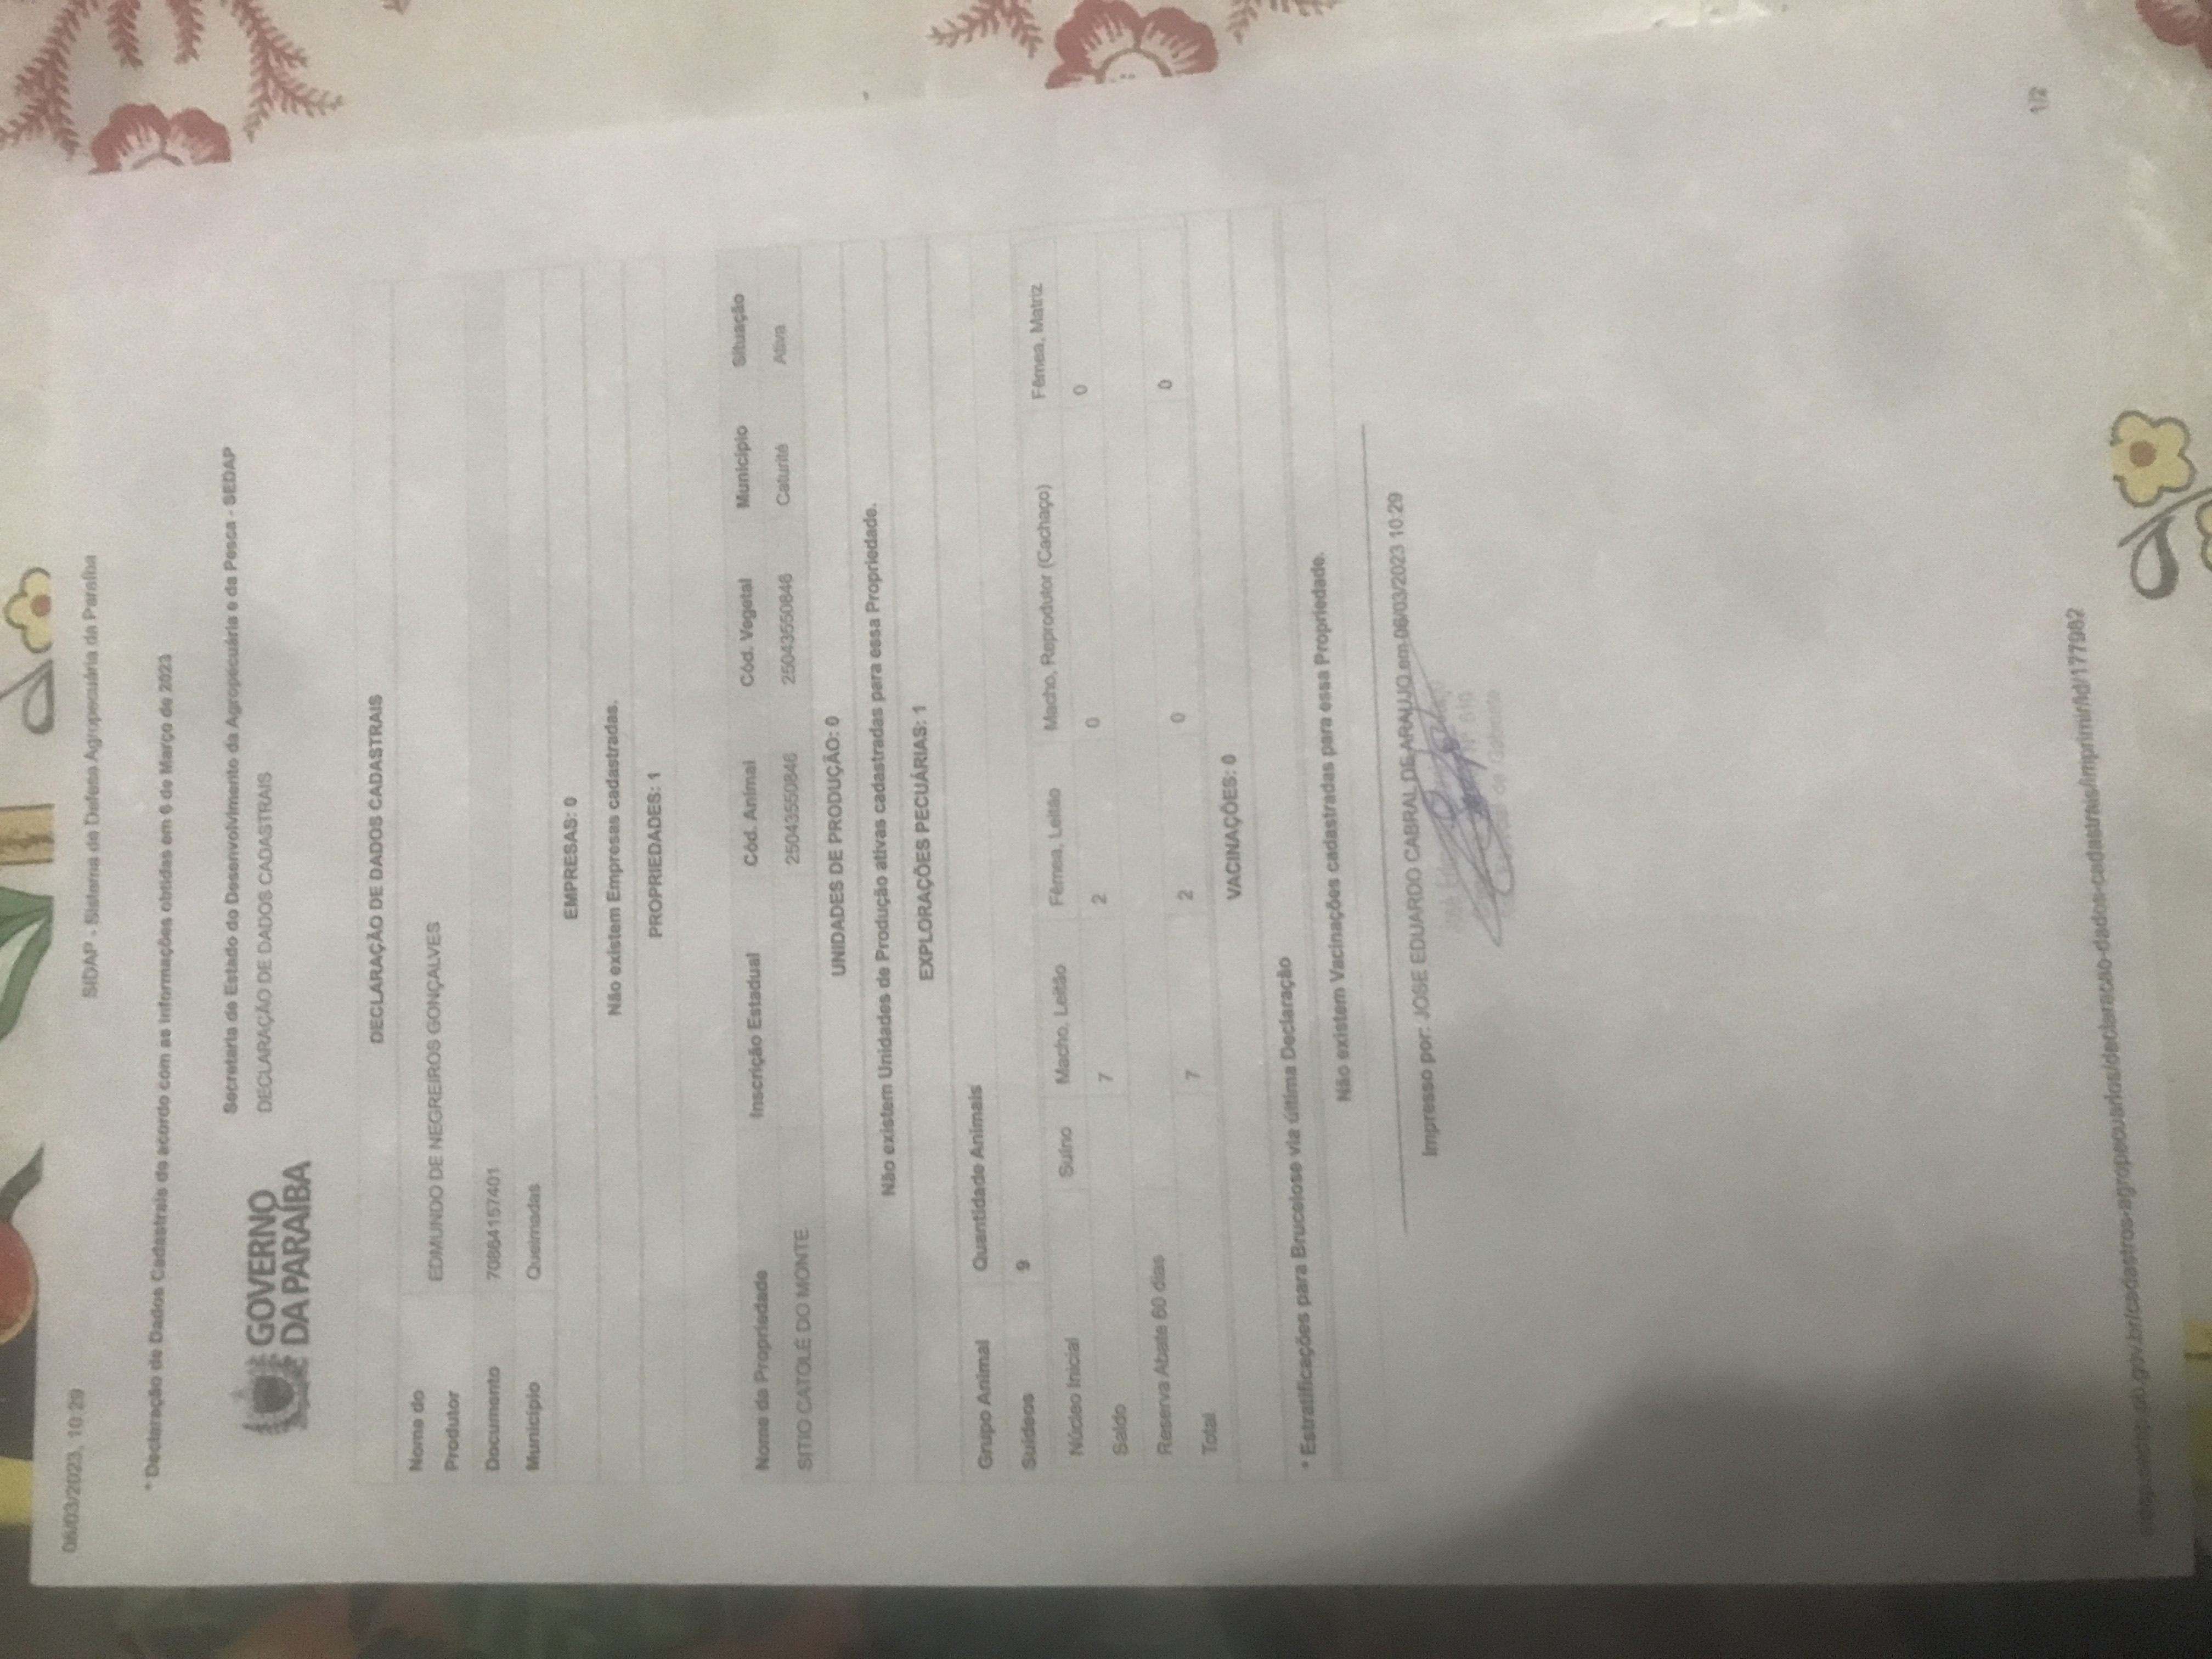 06/03/2023, 10:29
SIDAP - Sistema de Defesa Agropecuária da Paraíba
* Declaração de Dados Cadastrais de acordo com as informações obtidas em 6 de Março de 2023
GOVERNO
DA PARAÍBA
Secretaria de Estado do Desenvolvimento da Agropecuária e da Pesca - SEDAP
DECLARAÇÃO DE DADOS CADASTRAIS
DECLARAÇÃO DE DADOS CADASTRAIS
Nome do
Produtor
EDMUNDO DE NEGREIROS GONÇALVES
Documento 70864157401
Município Queimadas
EMPRESAS: 0
Não existem Empresas cadastradas.
PROPRIEDADES: 1
Nome da Propriedade Inscrição Estadual Cód. Animal Cód. Vegetal Município Situação
SITIO CATOLÉ DO MONTE 25043550846 25043550846 Caturité Ativa
UNIDADES DE PRODUÇÃO: 0
Não existem Unidades de Produção ativas cadastradas para essa Propriedade.
EXPLORAÇÕES PECUÁRIAS: 1
Grupo Animal Quantidade Animais
Suídeos 9
Núcleo Inicial Suíno Macho, Leitão Fêmea, Leitão Macho, Reprodutor (Cachaço) Fêmea, Matriz
Saldo 7 2 0 0
Reserva Abate 60 dias
Total 7 2 0 0
VACINAÇÕES: 0
* Estratificações para Brucelose via última Declaração
Não existem Vacinações cadastradas para essa Propriedade.
Impresso por: JOSE EDUARDO CABRAL DE ARAUJO em 06/03/2023 10:29
de Gabinete
1/2
sidap.sedap.pb.gov.br/cadastros-agropecuarios/declaracao-dados-cadastrais/imprimir/id/177982